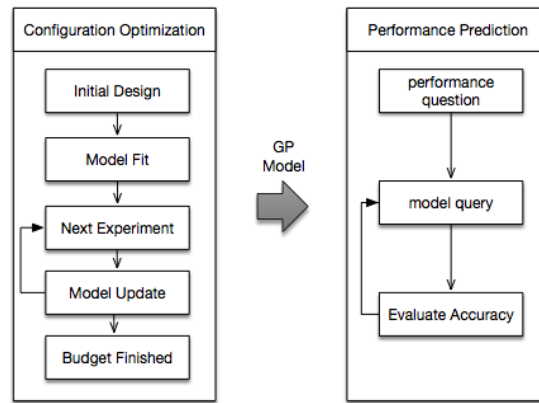 Configuration Optimization
Initial Design
Model Fit
Next Experiment
Model Update
Budget Finished
GP
Model
Performance Prediction
performance
question
model query
Evaluate Accuracy